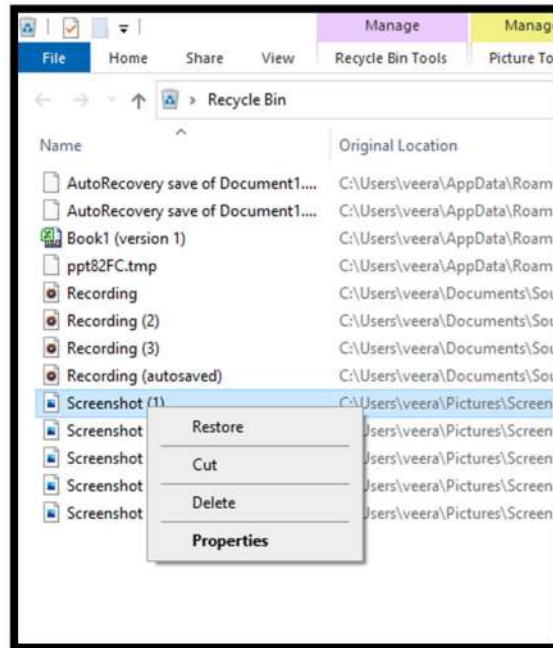 Manage Manag
File Home Share View Recycle Bin Tools Picture To
Recycle Bin
Name Original Location
AutoRecovery save of Document1.... C:\Users\veera\AppData\Roam
AutoRecovery save of Document1.... C:\Users\veera\AppData\Roam
Book1 (version 1) C:\Users\veera\AppData\Roam
ppt82FC.tmp C:\Users\veera\AppData\Roam
Recording C:\Users\veera\Documents\Sou
Recording (2) C:\Users\veera\Documents\Sou
Recording (3) C:\Users\veera\Documents\Sou
Recording (autosaved) C:\Users\veera\Documents\Sou
Screenshot (1) C:\Users\veera\Pictures\Screen
Screenshot Restore Jsers\veera\Pictures\Screen
Screenshot Cut Jsers\veera\Pictures\Screen
Screenshot Jsers\veera\Pictures\Screen
Screenshot Delete Jsers\veera\Pictures\Screen
Properties